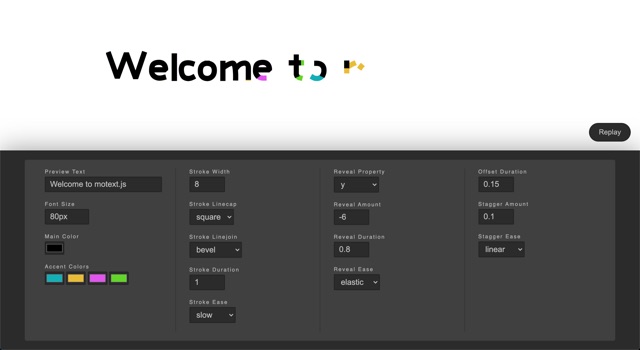 Welcome to
Replay
Preview Text
Welcome to motext.js
Font Size
80px
Main Color
Accent Colors
Stroke Width
8
Stroke Linecap
square
Stroke Linejoin
bevel
Stroke Duration
1
Stroke Ease
slow
Reveal Property
y
Reveal Amount
-6
Reveal Duration
0.8
Reveal Ease
elastic
Offset Duration
0.15
Stagger Amount
0.1
Stagger Ease
linear